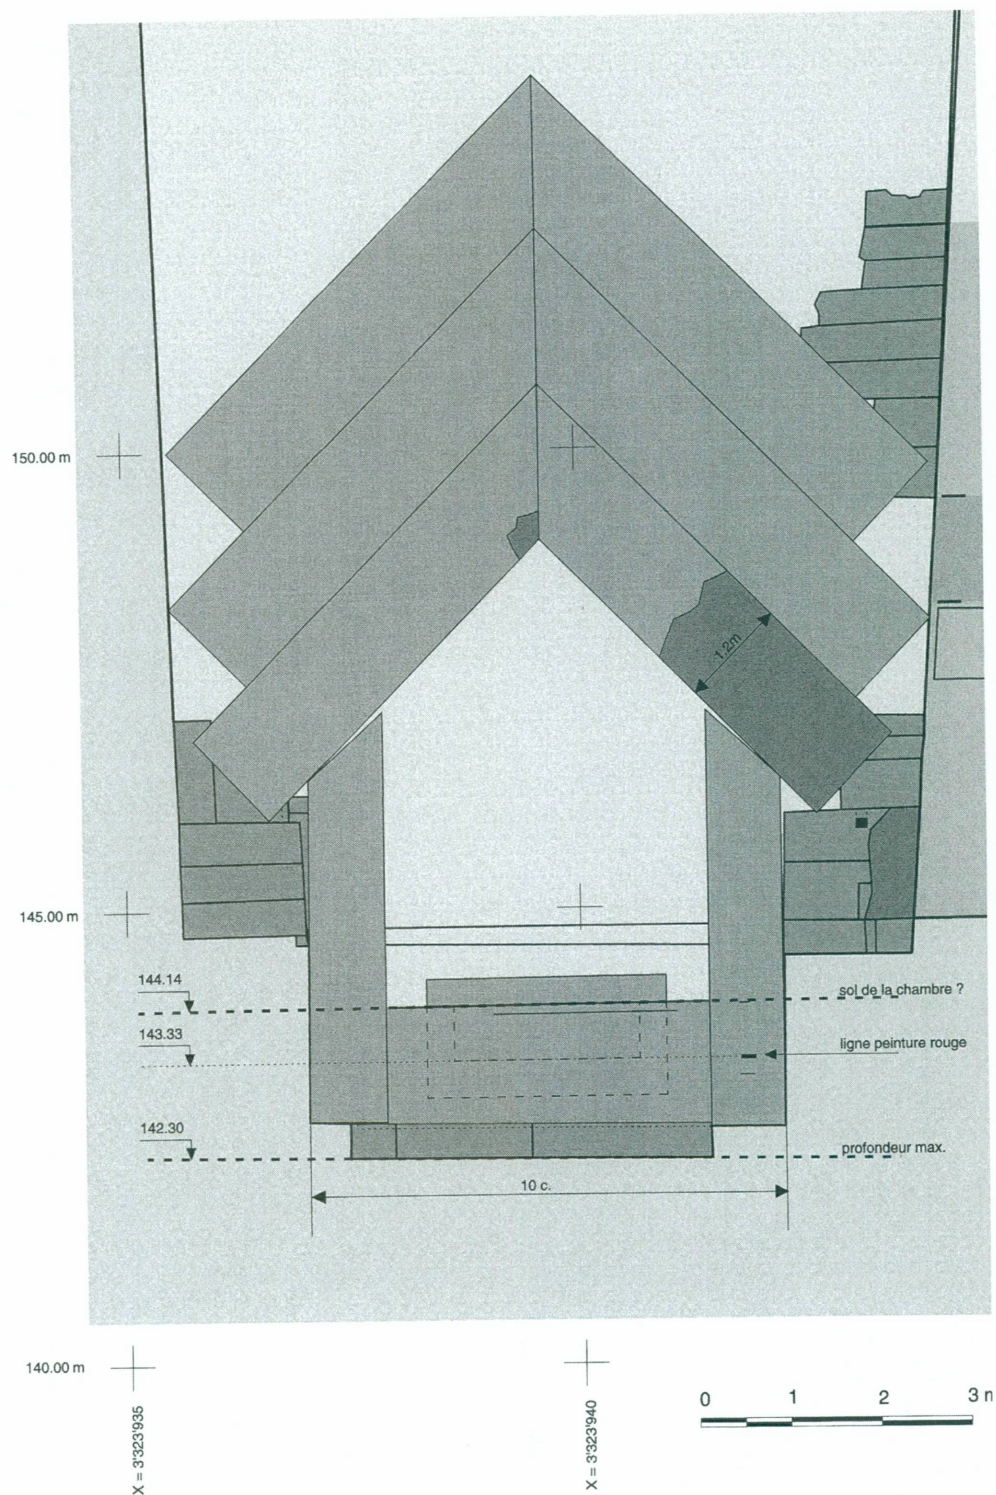 150.00 m
1.2m
145.00 m
144.14
sol de la chambre ?
143.33
ligne peinture rouge
142.30
profondeur max.
10 c.
140.00 m
0 1 2 3 m
X = 3'323'935
X = 3'323'940